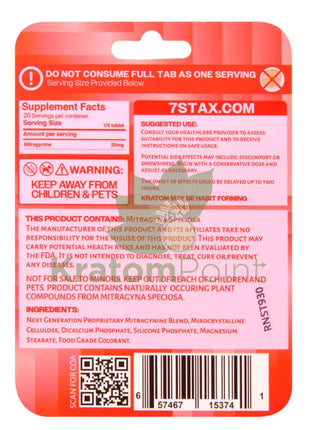 DO NOT CONSUME FULL TAB AS ONE SERVING
Serving Size Provided Below
Supplement Facts
20 Servings per container
Serving Size 1/4 tablet
Amount per serving
Mitragynine 20mg
7STAX.COM
SUGGESTED USE:
CONSULT YOUR HEALTHCARE PROVIDER TO ASSESS
SUITABILITY FOR THIS PRODUCT AND TO RECEIVE
INSTRUCTIONS ON SAFE USAGE.
POTENTIAL SIDE EFFECTS MAY INCLUDE: DISCOMFORT OR
DROWSINESS. BEGIN WITH A CONSERVATIVE DOSE AND
ADJUST AS NECESSARY.
THE ONSET OF EFFECTS COULD BE DELAYED UP TO TWO
HOURS.
KRATOM MAY BE HABIT FORMING
WARNING:
KEEP AWAY FROM
CHILDREN & PETS
THIS PRODUCT CONTAINS: MITRAGYNA SPECIOSA
THE MANUFACTURER OF THIS PRODUCT AND ITS AFFILIATES TAKE NO
RESPONSIBILITY FOR THE MISUSE OF THIS PRODUCT. THIS PRODUCT MAY
CARRY POTENTIAL HEALTH RISKS AND HAS NOT BEEN EVALUATED BY
THE FDA. IT IS NOT INTENDED TO DIAGNOSE, TREAT, CURE OR PREVENT
ANY DISEASES.
Kratom Point
NOT FOR SALE TO MINORS. KEEP OUT OF REACH OF CHILDREN AND
PETS. PRODUCT CONTAINS NATURALLY OCCURING PLANT
COMPOUNDS FROM MITRAGYNA SPECIOSA.
INGREDIENTS:
NEXT GENERATION PROPRIETARY MITRAGYNINE BLEND, MIROCRYSTALLINE
CELLULOSE, DICALCIUM PHOSPHATE, SILICONE PHOSPHATE, MAGNESIUM
STEARATE, FOOD GRADE COLORANT.
RNST930
SCAN FOR COA
6 57467 15374 1